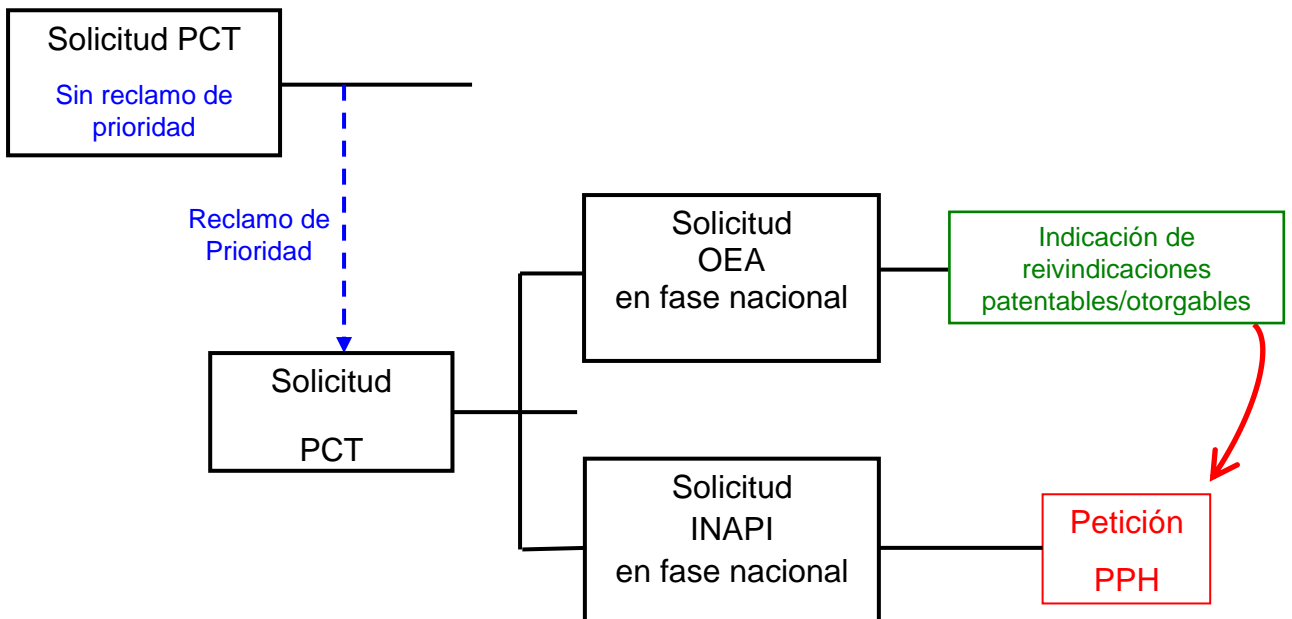 Solicitud PCT
Sin reclamo de
prioridad
Reclamo de
Prioridad
Solicitud
PCT
Solicitud
OEA
en fase nacional
Indicación de
reivindicaciones
patentables/otorgables
Solicitud
INAPI
en fase nacional
Petición
PPH